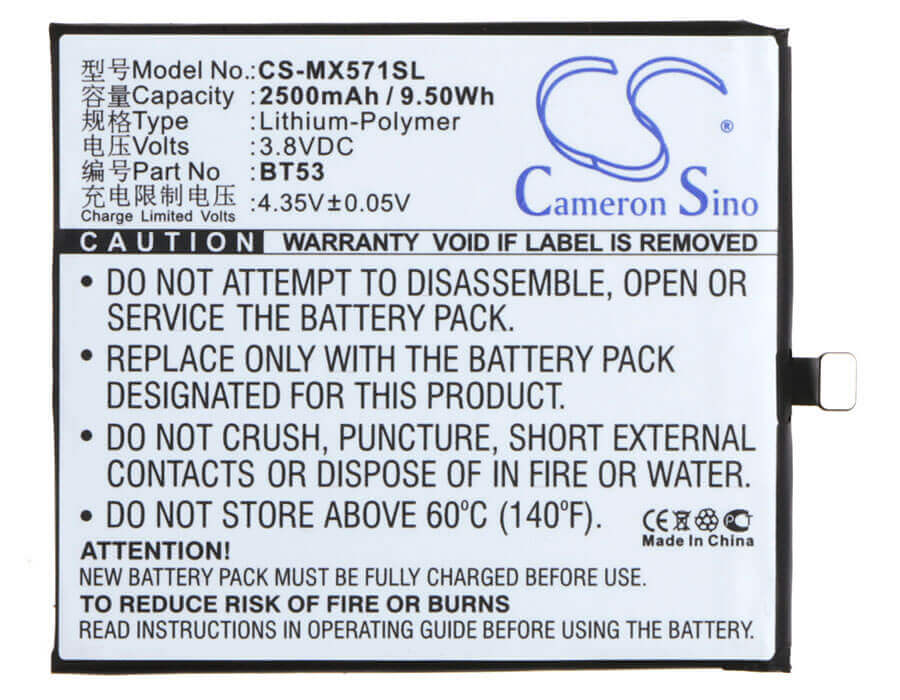 型号Model No.:CS-MX571SL
容量Capacity :2500mAh / 9.50Wh
规格Type :Lithium-Polymer
电压Volts :3.8VDC
编号Part No :BT53
充电限制电压 :4.35V±0.05V
Charge Limited Volts
CS
®
Cameron Sino
CAUTION WARRANTY VOID IF LABEL IS REMOVED
• DO NOT ATTEMPT TO DISASSEMBLE, OPEN OR
SERVICE THE BATTERY PACK.
• REPLACE ONLY WITH THE BATTERY PACK
DESIGNATED FOR THIS PRODUCT.
• DO NOT CRUSH, PUNCTURE, SHORT EXTERNAL
CONTACTS OR DISPOSE OF IN FIRE OR WATER.
• DO NOT STORE ABOVE 60°C (140°F).
CE
Made In China
ATTENTION!
NEW BATTERY PACK MUST BE FULLY CHARGED BEFORE USE.
TO REDUCE RISK OF FIRE OR BURNS
READ INSTRUCTIONS IN OPERATING GUIDE BEFORE USING THE BATTERY.